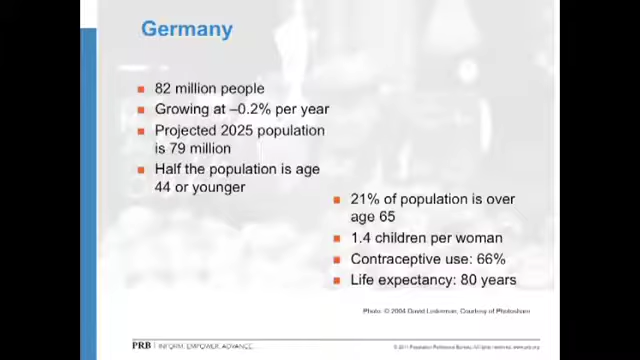 Germany
82 million people
Growing at –0.2% per year
Projected 2025 population
is 79 million
Half the population is age
44 or younger
21% of population is over
age 65
1.4 children per woman
Contraceptive use: 66%
Life expectancy: 80 years
Photo: © 2004 David Lederman, Courtesy of Photoshare
PRB | INFORM. EMPOWER. ADVANCE.
Population Reference Bureau. All rights reserved. www.prb.org